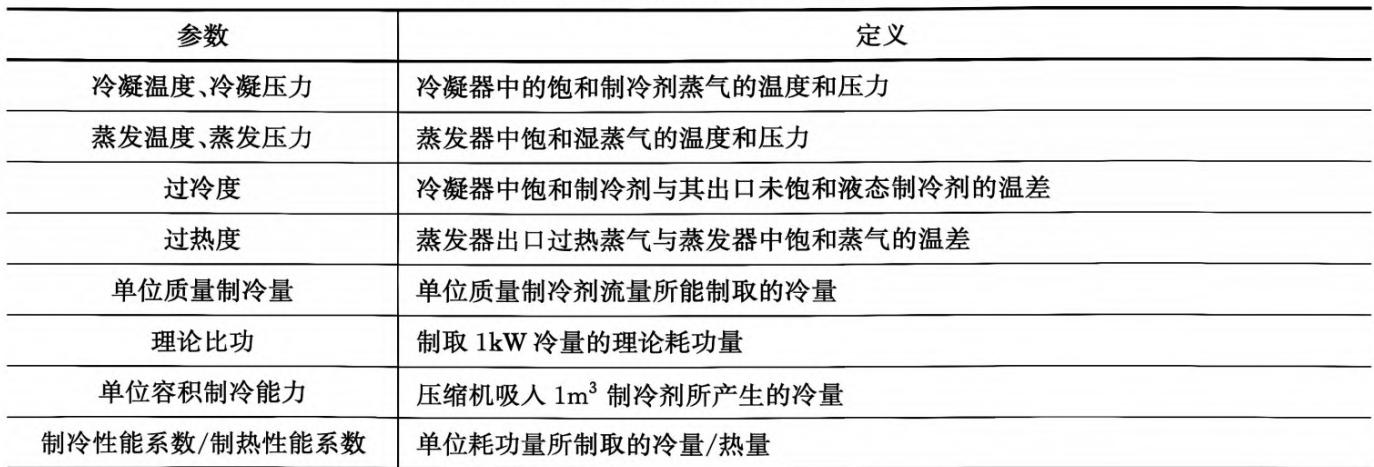 参数 定义
冷凝温度、冷凝压力 冷凝器中的饱和制冷剂蒸气的温度和压力
蒸发温度、蒸发压力 蒸发器中饱和湿蒸气的温度和压力
过冷度 冷凝器中饱和制冷剂与其出口未饱和液态制冷剂的温差
过热度 蒸发器出口过热蒸气与蒸发器中饱和蒸气的温差
单位质量制冷量 单位质量制冷剂流量所能制取的冷量
理论比功 制取 1kW 冷量的理论耗功量
单位容积制冷能力 压缩机吸人 1m³ 制冷剂所产生的冷量
制冷性能系数/制热性能系数 单位耗功量所制取的冷量/热量